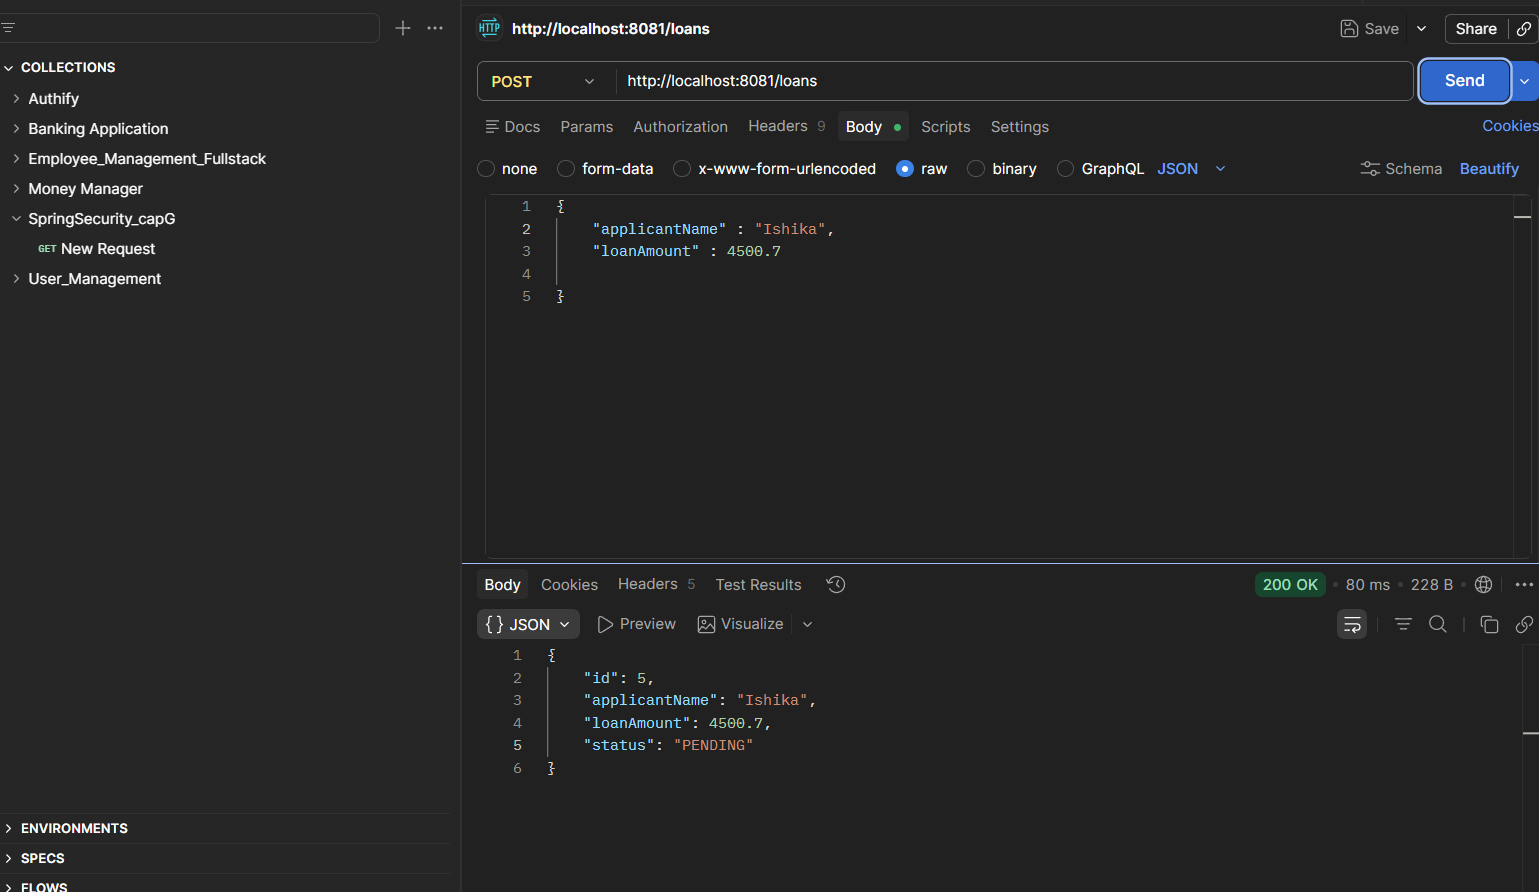 COLLECTIONS
Authify
Banking Application
Employee_Management_Fullstack
Money Manager
SpringSecurity_capG
GET New Request
User_Management
ENVIRONMENTS
SPECS
FLOWS
HTTP http://localhost:8081/loans
Save Share
POST http://localhost:8081/loans Send
Docs Params Authorization Headers 9 Body Scripts Settings Cookies
none form-data x-www-form-urlencoded raw binary GraphQL JSON Schema Beautify
1 {
2 "applicantName" : "Ishika",
3 "loanAmount" : 4500.7
4
5 }
Body Cookies Headers 5 Test Results 200 OK • 80 ms • 228 B •
{} JSON Preview Visualize
1 {
2 "id": 5,
3 "applicantName": "Ishika",
4 "loanAmount": 4500.7,
5 "status": "PENDING"
6 }